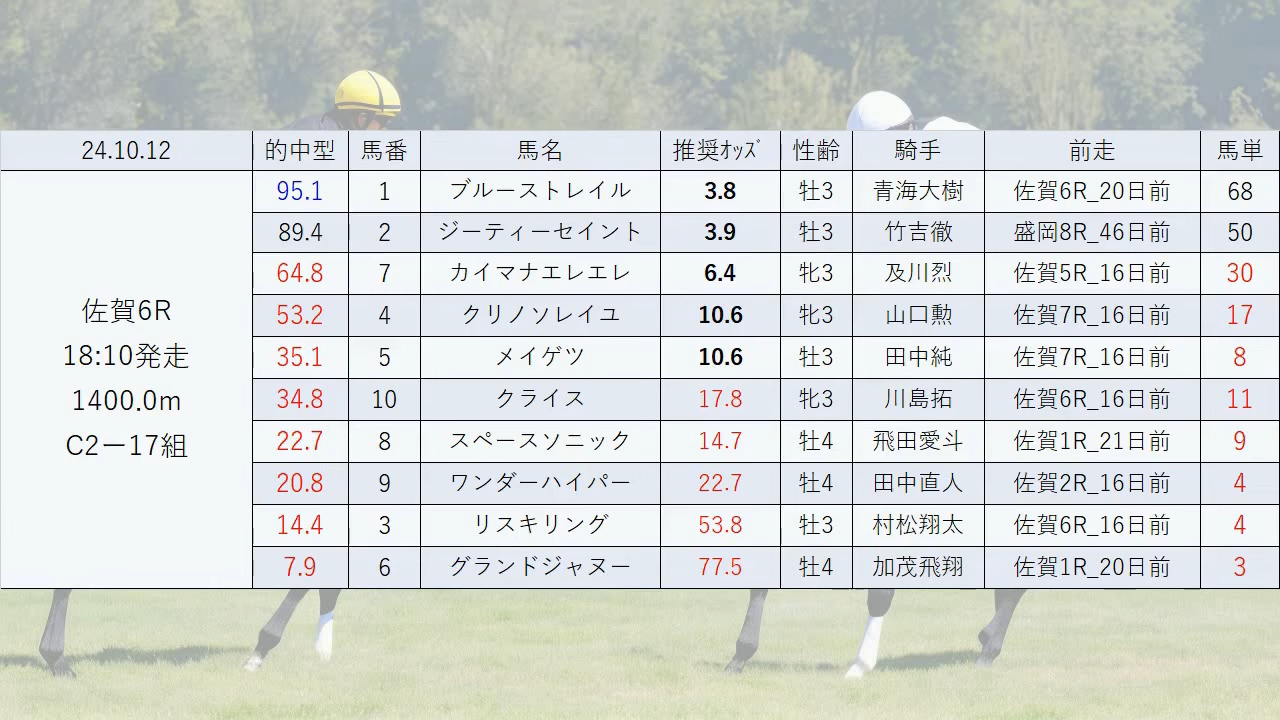 24.10.12 的中型 馬番 馬名 推奨ｵｯｽﾞ 性齢 騎手 前走 馬単
95.1 1 ブルーストレイル 3.8 牡3 青海大樹 佐賀6R_20日前 68
89.4 2 ジーティーセイント 3.9 牡3 竹吉徹 盛岡8R_46日前 50
64.8 7 カイマナエレエレ 6.4 牝3 及川烈 佐賀5R_16日前 30
53.2 4 クリノソレイユ 10.6 牝3 山口勲 佐賀7R_16日前 17
35.1 5 メイゲツ 10.6 牡3 田中純 佐賀7R_16日前 8
34.8 10 クライス 17.8 牝3 川島拓 佐賀6R_16日前 11
22.7 8 スペースソニック 14.7 牡4 飛田愛斗 佐賀1R_21日前 9
20.8 9 ワンダーハイパー 22.7 牡4 田中直人 佐賀2R_16日前 4
14.4 3 リスキリング 53.8 牡3 村松翔太 佐賀6R_16日前 4
7.9 6 グランドジャヌー 77.5 牡4 加茂飛翔 佐賀1R_20日前 3
佐賀6R
18:10発走
1400.0m
C2ー17組